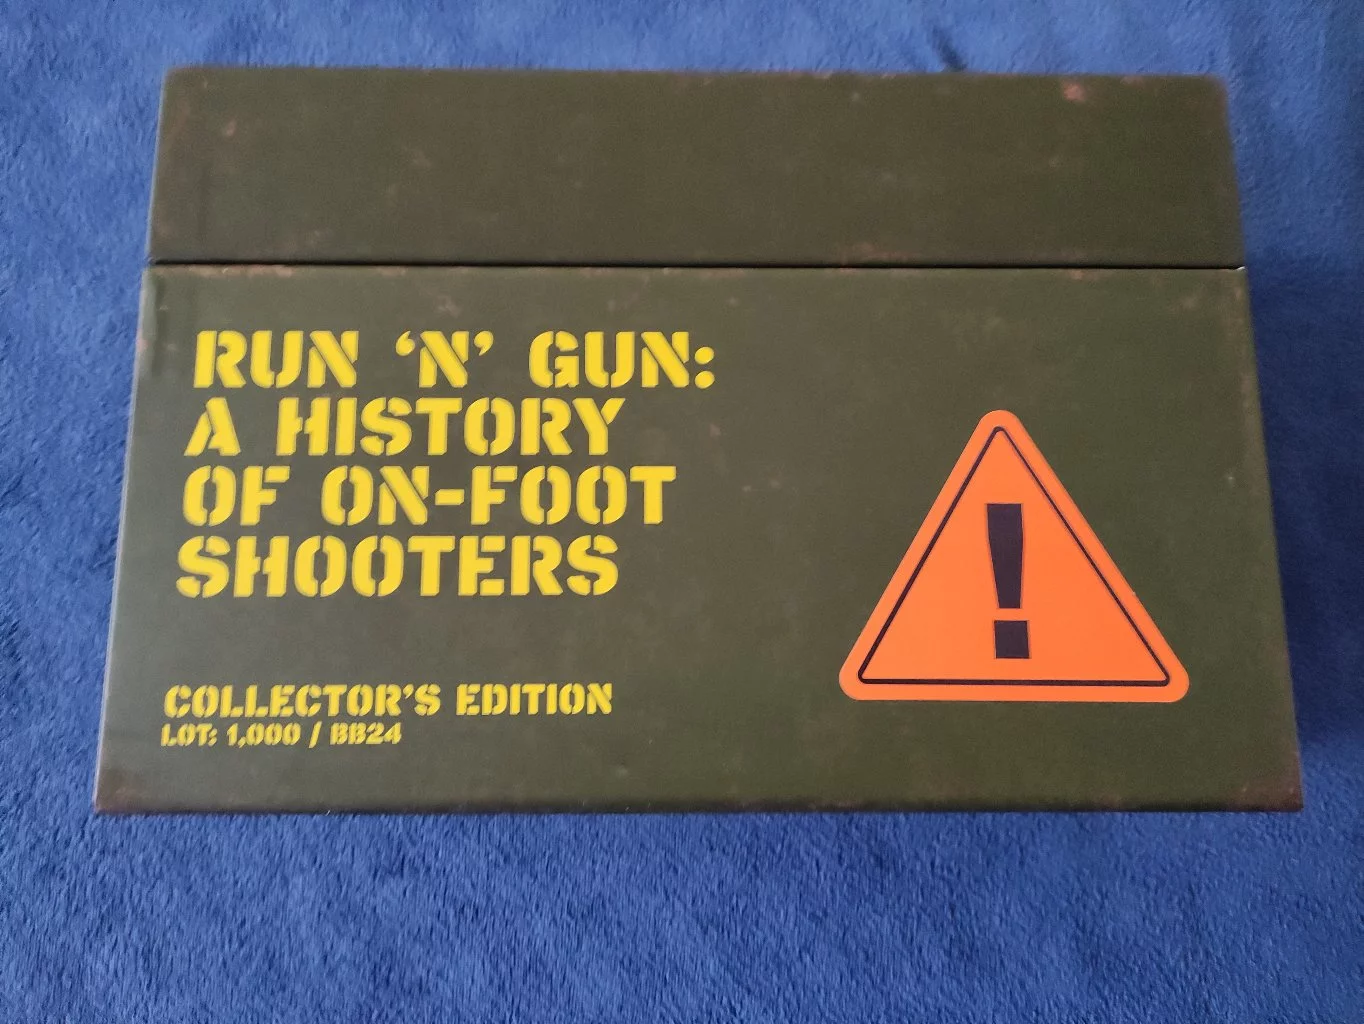 RUN ‘N’ GUN:
A HISTORY
OF ON-FOOT
SHOOTERS
COLLECTOR’S EDITION
LOT: 1,000 / BB24
!